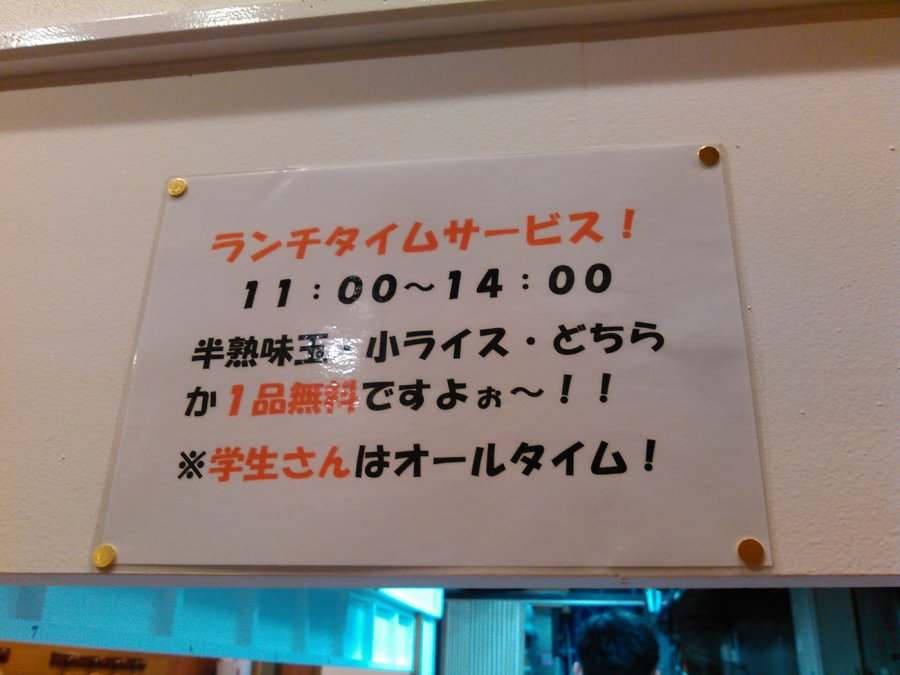 ランチタイムサービス!
11:00~14:00
半熟味玉・小ライス・どちら
か1品無料ですよぉ~!!
※学生さんはオールタイム!